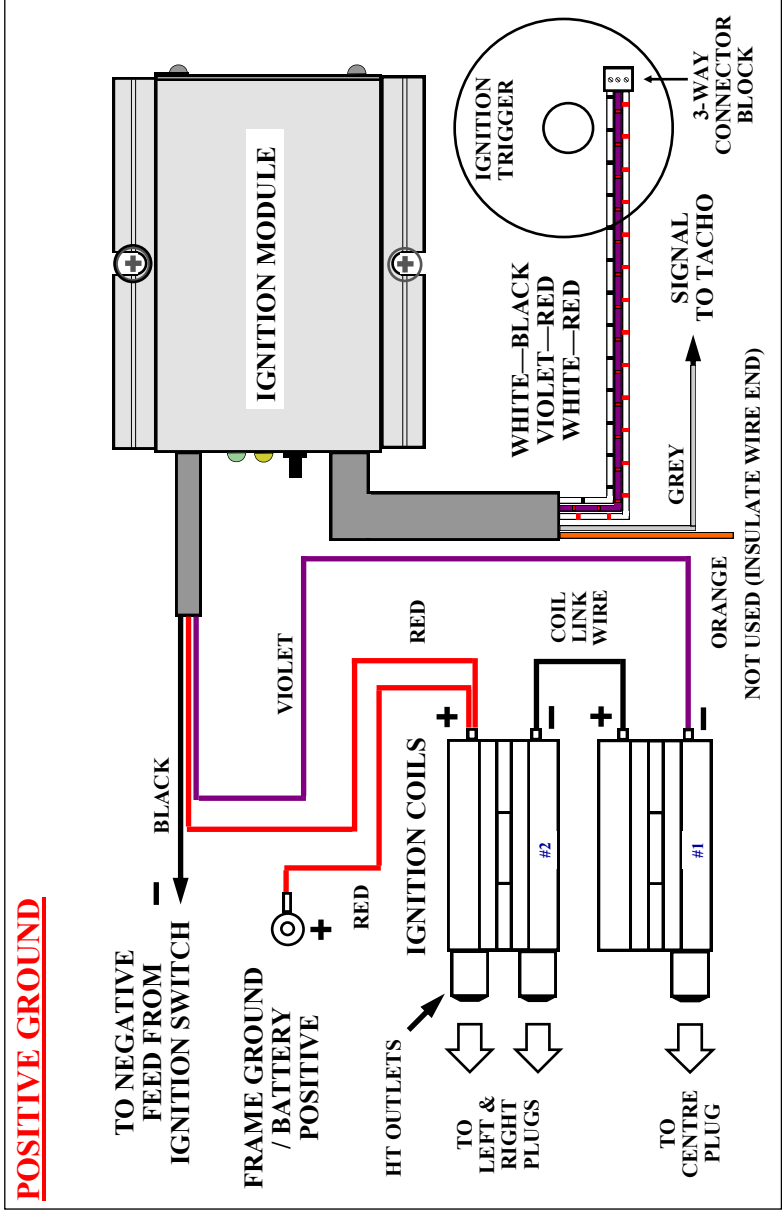 POSITIVE GROUND
TO NEGATIVE
FEED FROM
IGNITION SWITCH
−
BLACK
FRAME GROUND
/ BATTERY
POSITIVE
+
RED
VIOLET
RED
IGNITION MODULE
HT OUTLETS
IGNITION COILS
+
−
#2
TO
LEFT &
RIGHT
PLUGS
COIL
LINK
WIRE
+
−
#1
TO
CENTRE
PLUG
WHITE—BLACK
VIOLET—RED
WHITE—RED
IGNITION
TRIGGER
3-WAY
CONNECTOR
BLOCK
GREY
SIGNAL
TO TACHO
ORANGE
NOT USED (INSULATE WIRE END)